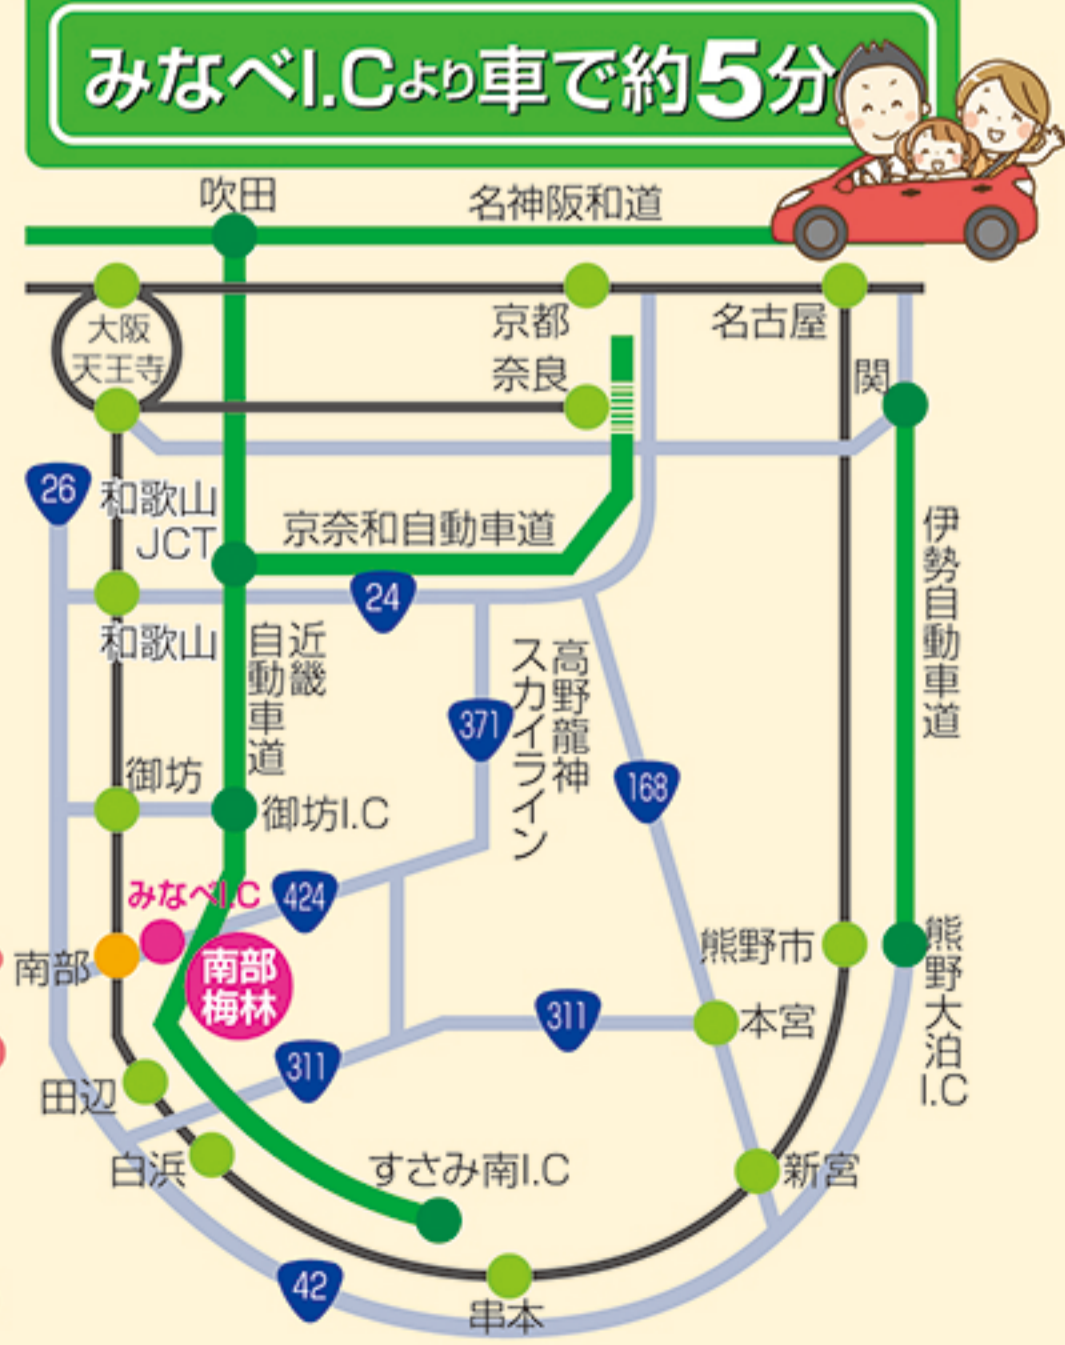 みなべI.Cより車で約5分
吹田
名神阪和道
大阪
天王寺
京都
奈良
名古屋
関
26
和歌山
JCT
京奈和自動車道
24
和歌山
近畿
自動車道
371
高野龍神
スカイライン
168
伊勢自動車道
御坊
御坊I.C
みなべI.C
424
南部
南部
梅林
熊野市
熊野大泊I.C
311
本宮
311
田辺
白浜
すさみ南I.C
新宮
42
串本